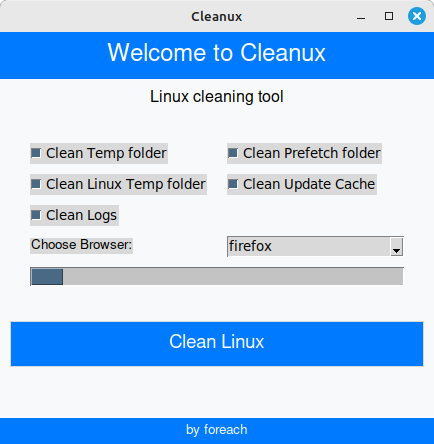 Cleanux
Welcome to Cleanux
Linux cleaning tool
Clean Temp folder
Clean Prefetch folder
Clean Linux Temp folder
Clean Update Cache
Clean Logs
Choose Browser:
firefox
Clean Linux
by foreach